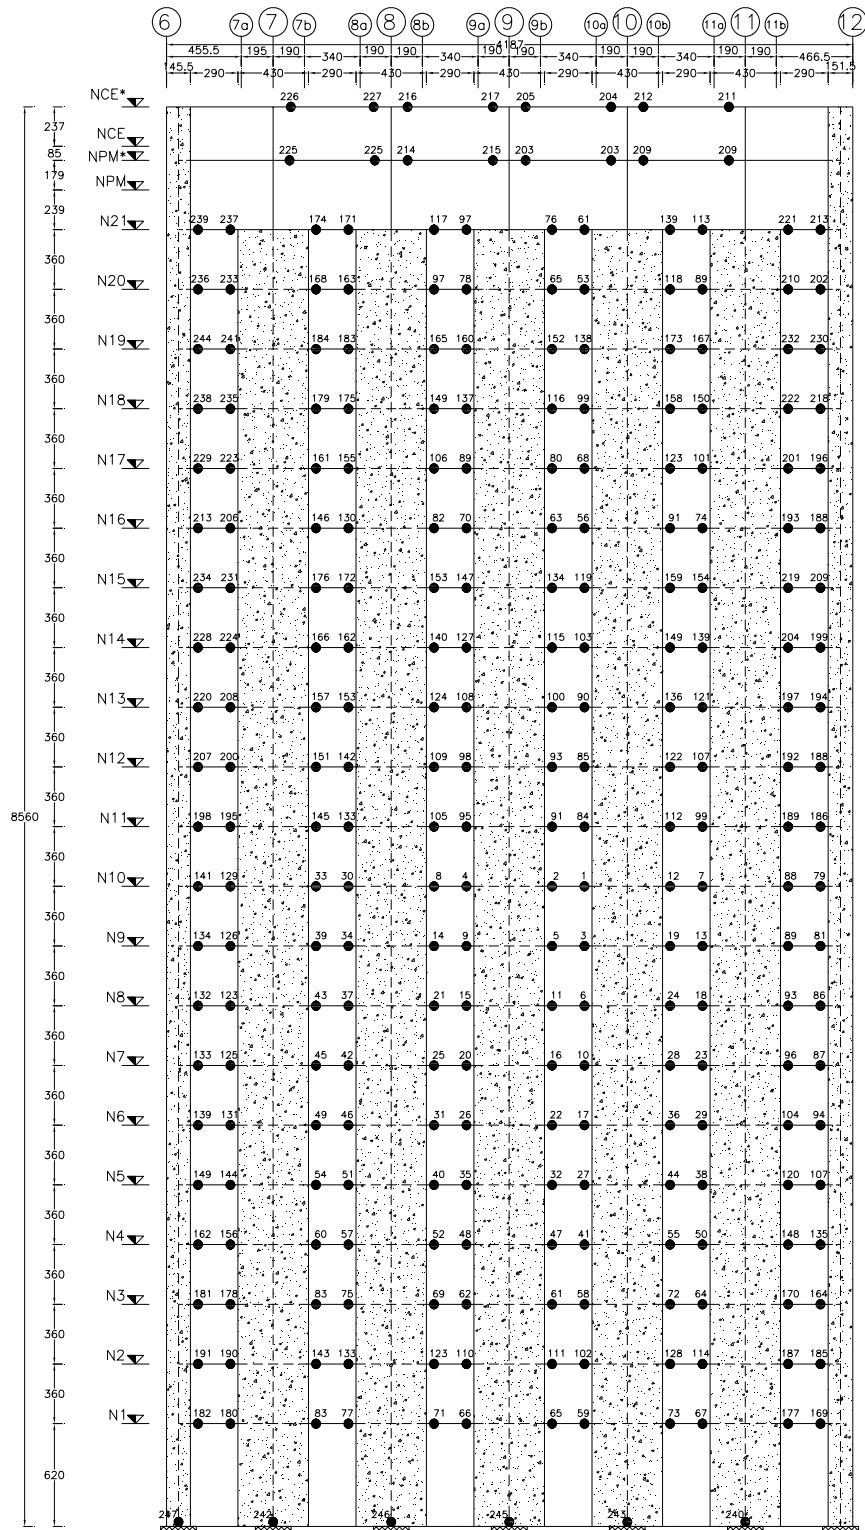 6 7a 7 7b 8a 8 8b 9a 9 9b 10a 10 10b 11a 11 11b 12
4187
455.5 195 190 190 190 190 190 190 190 190 190 466.5
340 340 340 340
145.5 151.5
290 430 290 430 290 430 290 430 290 430 290
NCE* 226 227 216 217 205 204 212 211
237
NCE
85
NPM* 225 225 214 215 203 203 209 209
179
NPM
239
N21 239 237 174 171 117 97 76 61 139 113 221 213
360
N20 236 233 168 163 97 78 65 53 118 89 210 202
360
N19 244 241 184 183 165 160 152 138 173 167 232 230
360
N18 238 235 179 175 149 137 116 99 158 150 222 218
360
N17 229 223 161 155 106 89 80 68 123 101 201 196
360
N16 213 206 146 130 82 70 63 56 91 74 193 188
360
N15 234 231 176 172 153 147 134 119 159 154 219 209
360
N14 228 224 166 162 140 127 115 103 149 139 204 199
360
N13 220 208 157 153 124 108 100 90 136 121 197 194
360
N12 207 200 151 142 109 98 93 85 122 107 192 188
360
8560
N11 198 195 145 133 105 95 91 84 112 99 189 186
360
N10 141 129 33 30 8 4 2 1 12 7 88 79
360
N9 134 126 39 34 14 9 5 3 19 13 89 81
360
N8 132 123 43 37 21 15 11 6 24 18 93 86
360
N7 133 125 45 42 25 20 16 10 28 23 96 87
360
N6 139 131 49 46 31 26 22 17 36 29 104 94
360
N5 149 144 54 51 40 35 32 27 44 38 120 107
360
N4 162 156 60 57 52 48 47 41 55 50 148 135
360
N3 181 178 83 75 69 62 61 58 72 64 170 164
360
N2 191 190 143 133 123 110 111 102 128 114 187 185
360
N1 182 180 83 77 71 66 65 59 73 67 177 169
620
247 242 246 245 243 240